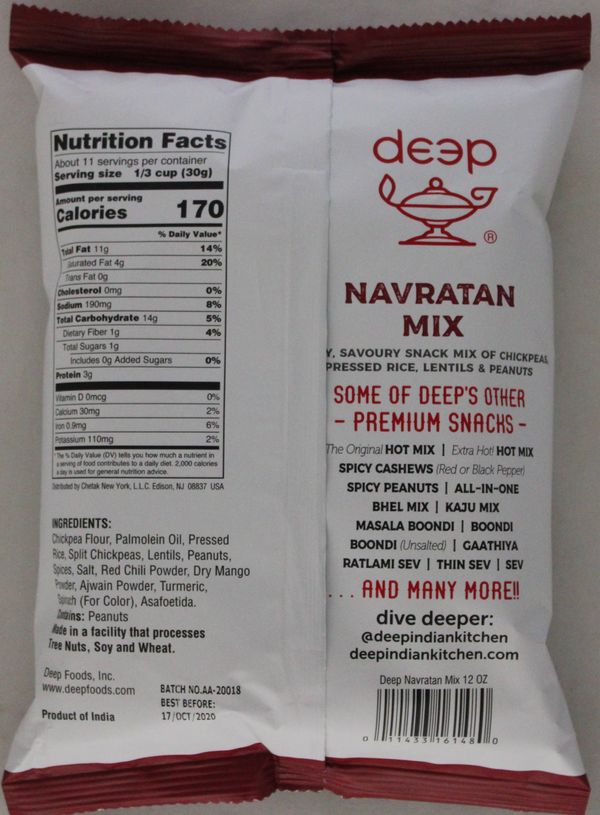 Nutrition Facts
About 11 servings per container
Serving size 1/3 cup (30g)
Amount per serving
Calories 170
% Daily Value*
Total Fat 11g 14%
Saturated Fat 4g 20%
Trans Fat 0g
Cholesterol 0mg 0%
Sodium 190mg 8%
Total Carbohydrate 14g 5%
Dietary Fiber 1g 4%
Total Sugars 1g
Includes 0g Added Sugars 0%
Protein 3g
Vitamin D 0mcg 0%
Calcium 30mg 2%
Iron 0.9mg 6%
Potassium 110mg 2%
*The % Daily Value (DV) tells you how much a nutrient in
a serving of food contributes to a daily diet. 2,000 calories
a day is used for general nutrition advice.
Distributed by Chetak New York, L.L.C. Edison, NJ 08837 USA
INGREDIENTS:
Chickpea Flour, Palmolein Oil, Pressed
Rice, Split Chickpeas, Lentils, Peanuts,
Spices, Salt, Red Chili Powder, Dry Mango
Powder, Ajwain Powder, Turmeric,
Spinach (For Color), Asafoetida.
Contains: Peanuts
Made in a facility that processes
Tree Nuts, Soy and Wheat.
Deep Foods, Inc.
www.deepfoods.com
BATCH NO.AA-20018
BEST BEFORE:
17/OCT/2020
Product of India
deep
®
NAVRATAN
MIX
Y, SAVOURY SNACK MIX OF CHICKPEAS,
PRESSED RICE, LENTILS & PEANUTS
SOME OF DEEP'S OTHER
- PREMIUM SNACKS -
The Original HOT MIX | Extra Hot! HOT MIX
SPICY CASHEWS (Red or Black Pepper)
SPICY PEANUTS | ALL-IN-ONE
BHEL MIX | KAJU MIX
MASALA BOONDI | BOONDI
BOONDI (Unsalted) | GAATHIYA
RATLAMI SEV | THIN SEV | SEV
... AND MANY MORE!!
dive deeper:
@deepindiankitchen
deepindiankitchen.com
Deep Navratan Mix 12 OZ
0 11433 16148 0